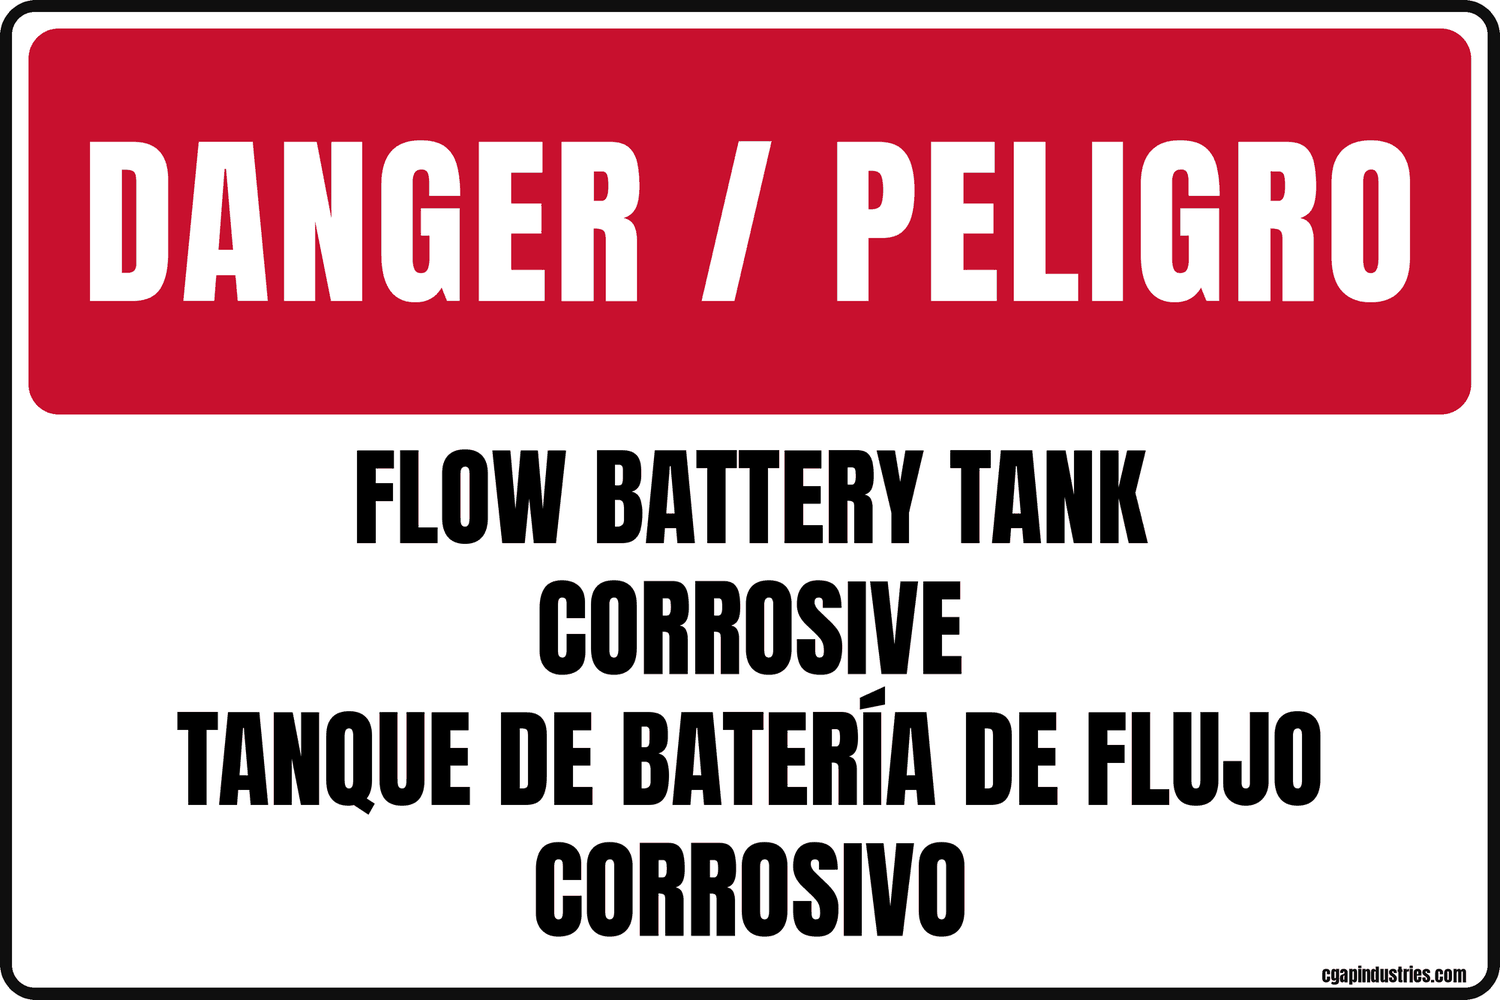 DANGER / PELIGRO
FLOW BATTERY TANK
CORROSIVE
TANQUE DE BATERÍA DE FLUJO
CORROSIVO
cgapindustries.com